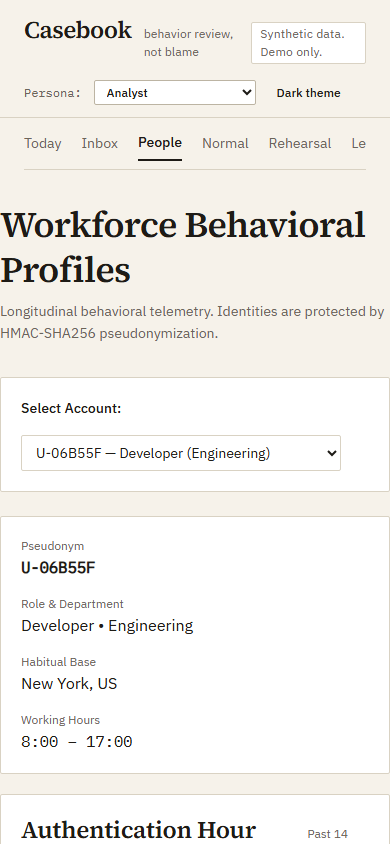 Casebook
behavior review,
not blame
Synthetic data.
Demo only.
Persona:
Analyst
Dark theme
Today Inbox People Normal Rehearsal Le
Workforce Behavioral
Profiles
Longitudinal behavioral telemetry. Identities are protected by
HMAC-SHA256 pseudonymization.
Select Account:
U-06B55F — Developer (Engineering)
Pseudonym
U-06B55F
Role & Department
Developer • Engineering
Habitual Base
New York, US
Working Hours
8:00 – 17:00
Authentication Hour
Past 14